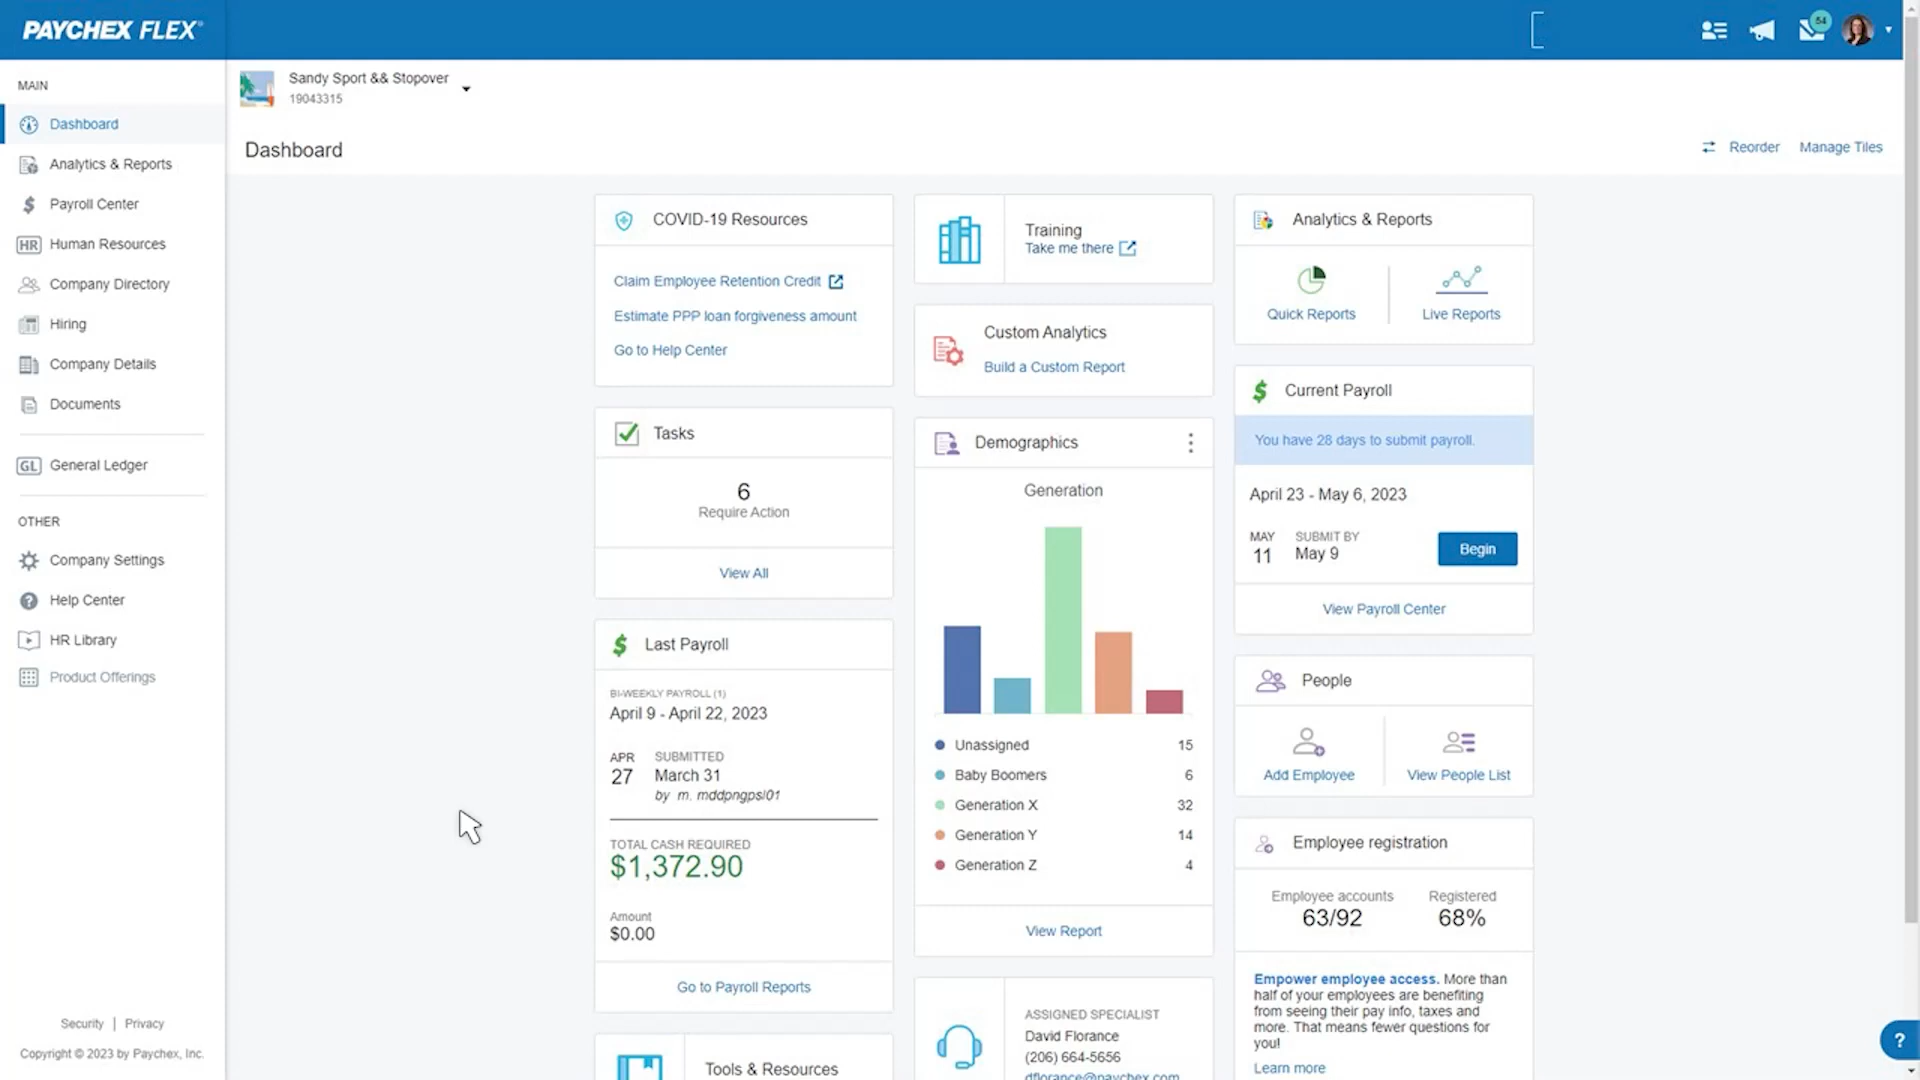 PAYCHEX FLEX
54
MAIN
Dashboard
Analytics & Reports
Payroll Center
HR Human Resources
Company Directory
Hiring
Company Details
Documents
GL General Ledger
OTHER
Company Settings
Help Center
HR Library
Product Offerings
Security | Privacy
Copyright © 2023 by Paychex, Inc.
Sandy Sport && Stopover
19043315
Dashboard
Reorder
Manage Tiles
COVID-19 Resources
Claim Employee Retention Credit
Estimate PPP loan forgiveness amount
Go to Help Center
Tasks
6
Require Action
View All
$ Last Payroll
BI-WEEKLY PAYROLL (1)
April 9 - April 22, 2023
APR
27
SUBMITTED
March 31
by m. mddpngpsl01
TOTAL CASH REQUIRED
$1,372.90
Amount
$0.00
Go to Payroll Reports
Tools & Resources
Training
Take me there
Custom Analytics
Build a Custom Report
Demographics
Generation
Unassigned 15
Baby Boomers 6
Generation X 32
Generation Y 14
Generation Z 4
View Report
ASSIGNED SPECIALIST
David Florance
(206) 664-5656
dflorance@paychex.com
Analytics & Reports
Quick Reports
Live Reports
$ Current Payroll
You have 28 days to submit payroll.
April 23 - May 6, 2023
MAY
11
SUBMIT BY
May 9
Begin
View Payroll Center
People
Add Employee
View People List
Employee registration
Employee accounts
63/92
Registered
68%
Empower employee access. More than
half of your employees are benefiting
from seeing their pay info, taxes and
more. That means fewer questions for
you!
Learn more
?